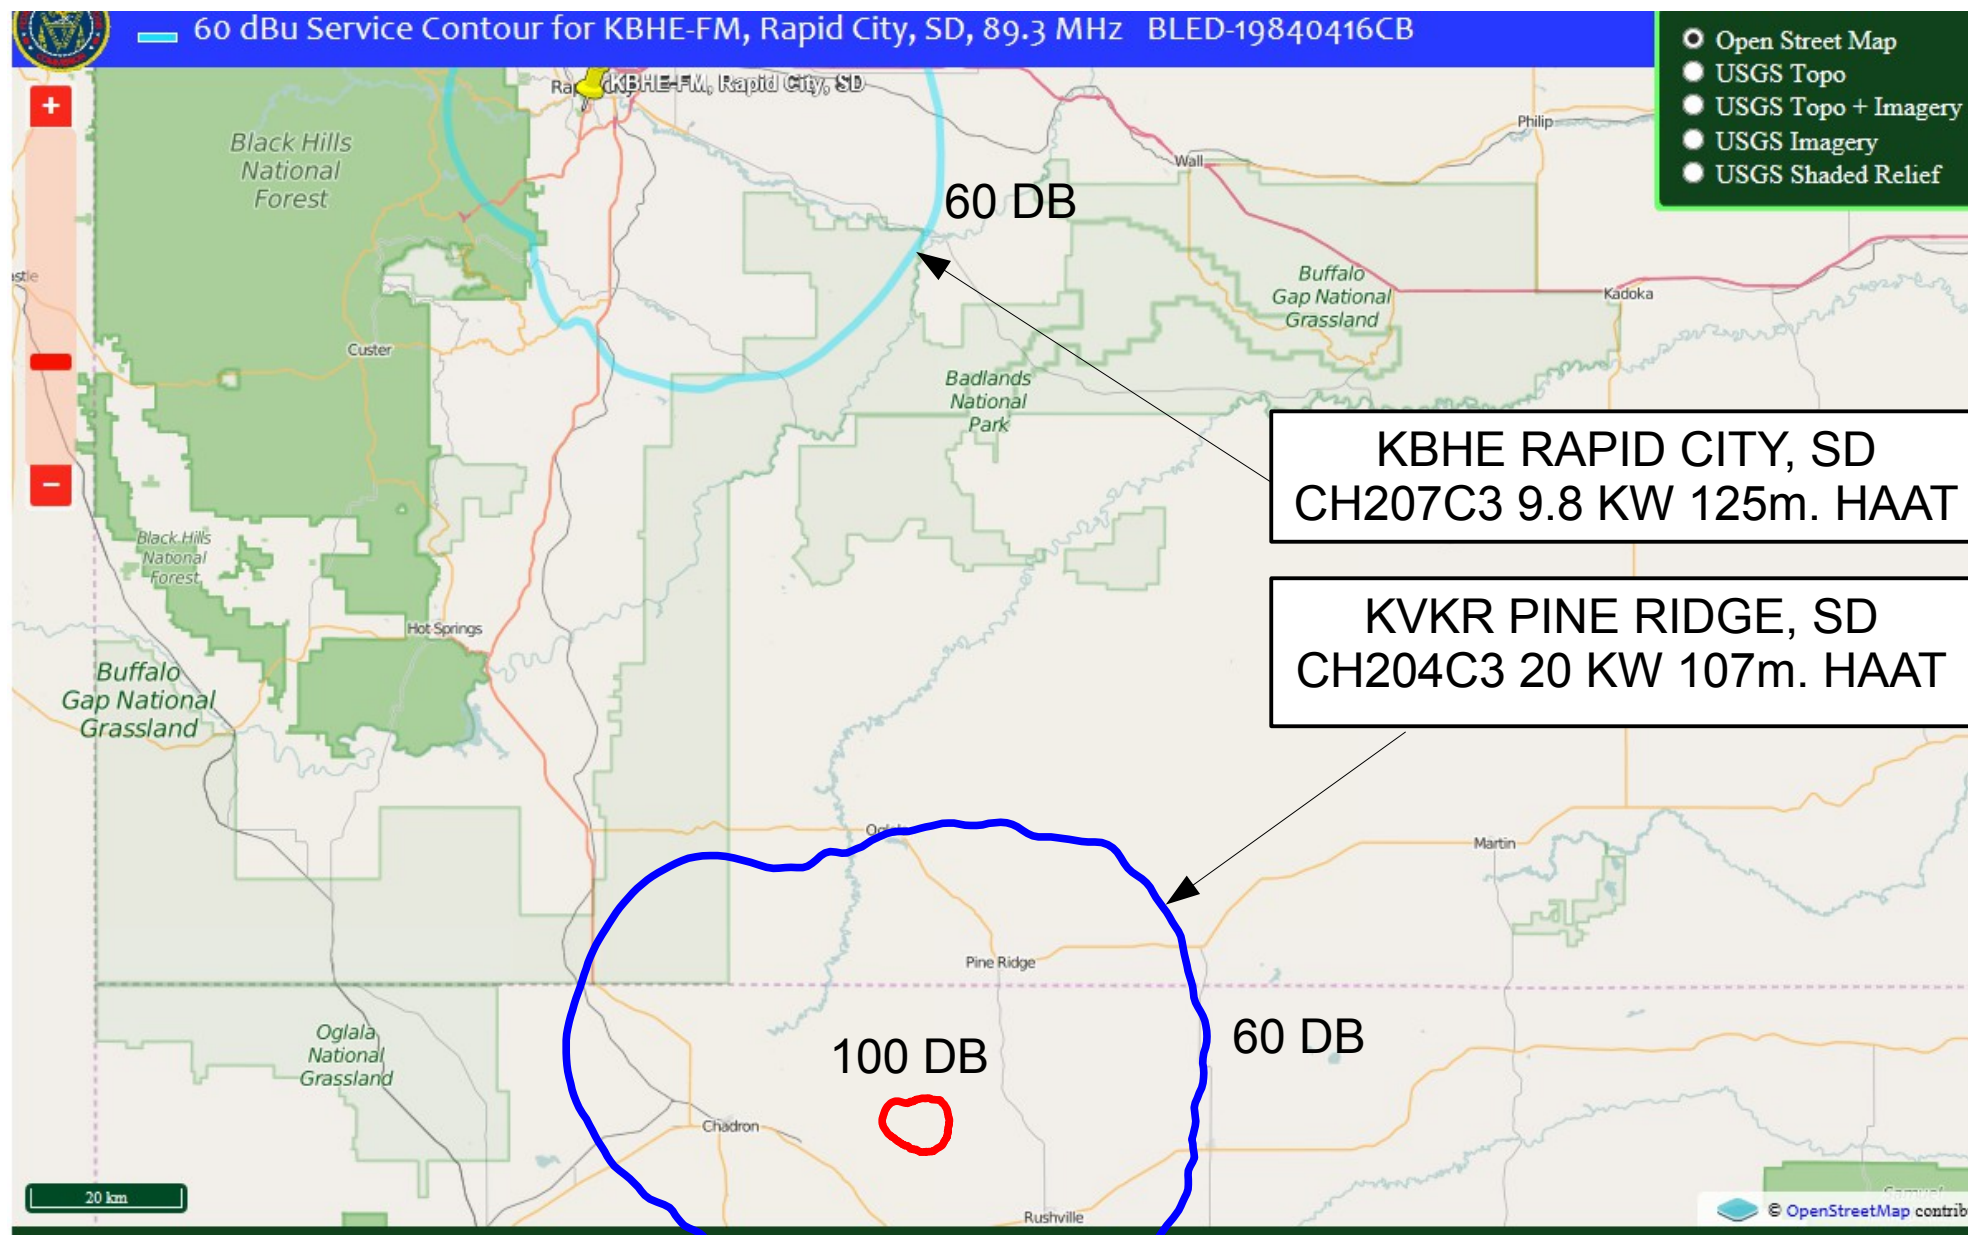 60 dBu Service Contour for KBHE-FM, Rapid City, SD, 89.3 MHz BLED-19840416CB
Open Street Map
USGS Topo
USGS Topo + Imagery
USGS Imagery
USGS Shaded Relief
+
KBHE-FM, Rapid City, SD
Philip
Black Hills
National
Forest
Wall
60 DB
Buffalo
Gap National
Grassland
Kadoka
Custer
Badlands
National
Park
KBHE RAPID CITY, SD
CH207C3 9.8 KW 125m. HAAT
−
Black Hills
National
Forest
KVKR PINE RIDGE, SD
CH204C3 20 KW 107m. HAAT
Hot Springs
Buffalo
Gap National
Grassland
Martin
Pine Ridge
Oglala
National
Grassland
100 DB
60 DB
Chadron
20 km
Rushville
© OpenStreetMap contrib